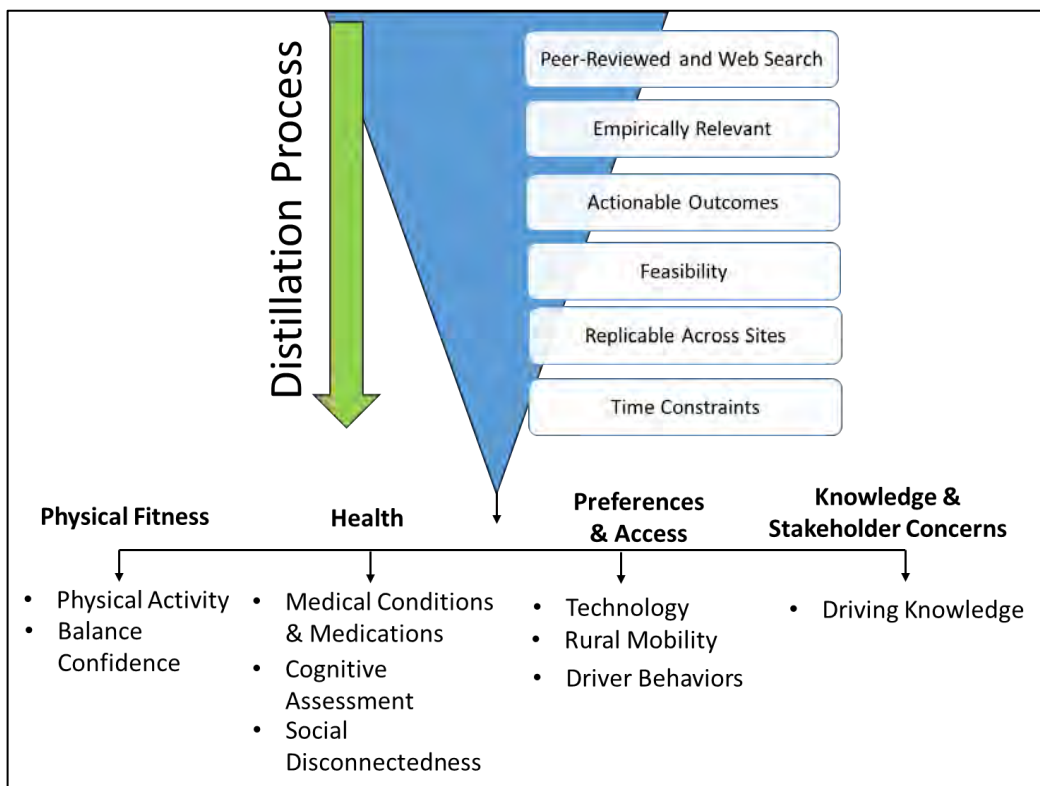 Distillation Process
Peer-Reviewed and Web Search
Empirically Relevant
Actionable Outcomes
Feasibility
Replicable Across Sites
Time Constraints
Physical Fitness
• Physical Activity
• Balance
Confidence
Health
• Medical Conditions
& Medications
• Cognitive
Assessment
• Social
Disconnectedness
Preferences
& Access
• Technology
• Rural Mobility
• Driver Behaviors
Knowledge &
Stakeholder Concerns
• Driving Knowledge